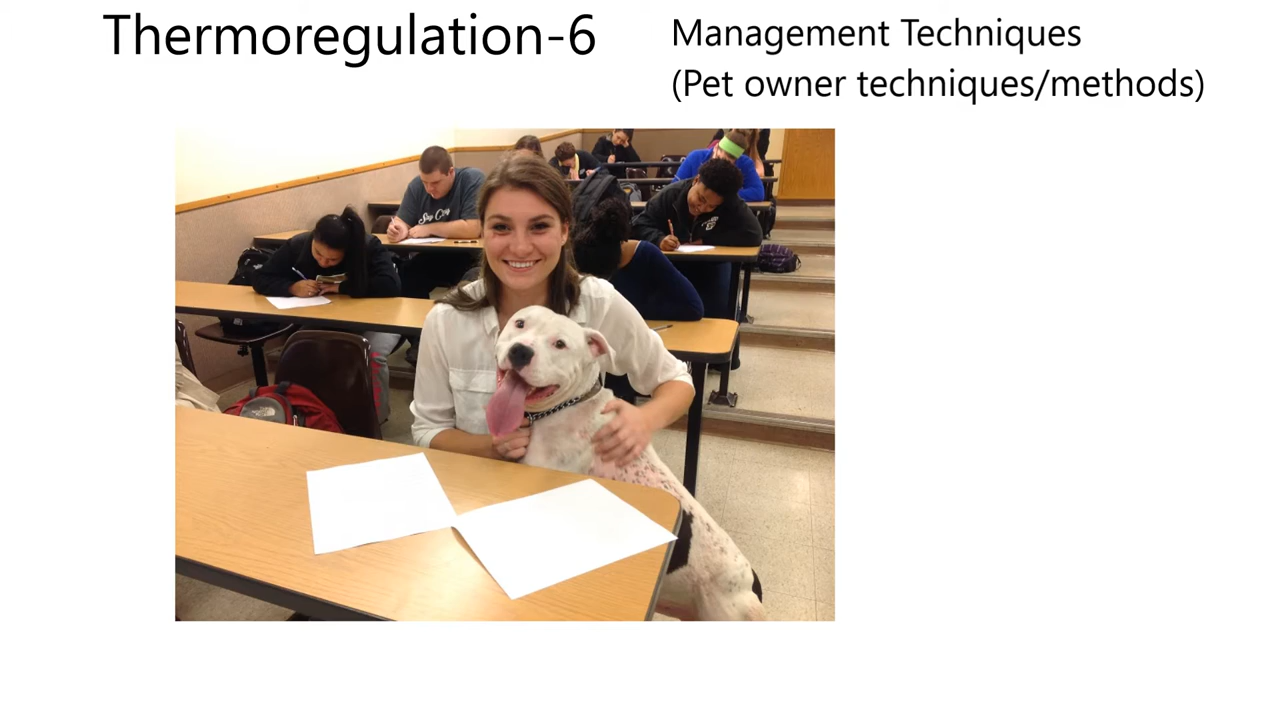 Thermoregulation-6
Management Techniques
(Pet owner techniques/methods)